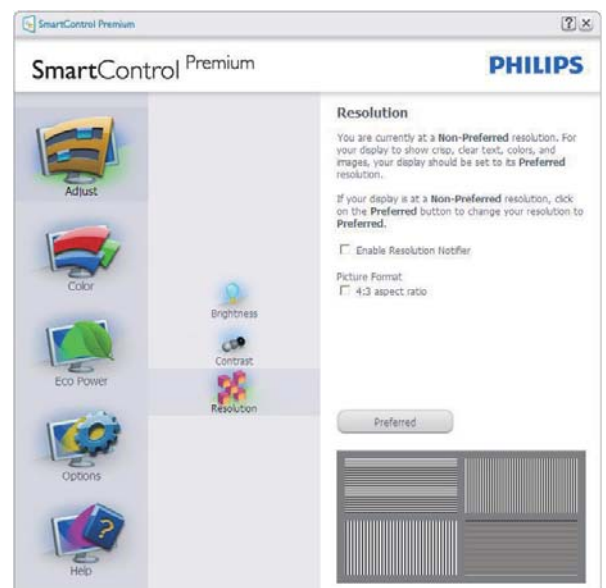 SmartControl Premium
? ×
SmartControl Premium
PHILIPS
Adjust
Color
Eco Power
Options
Help
Brightness
Contrast
Resolution
Resolution
You are currently at a Non-Preferred resolution. For
your display to show crisp, clear text, colors, and
images, your display should be set to its Preferred
resolution.
If your display is at a Non-Preferred resolution, click
on the Preferred button to change your resolution to
Preferred.
Enable Resolution Notifier
Picture Format
4:3 aspect ratio
Preferred